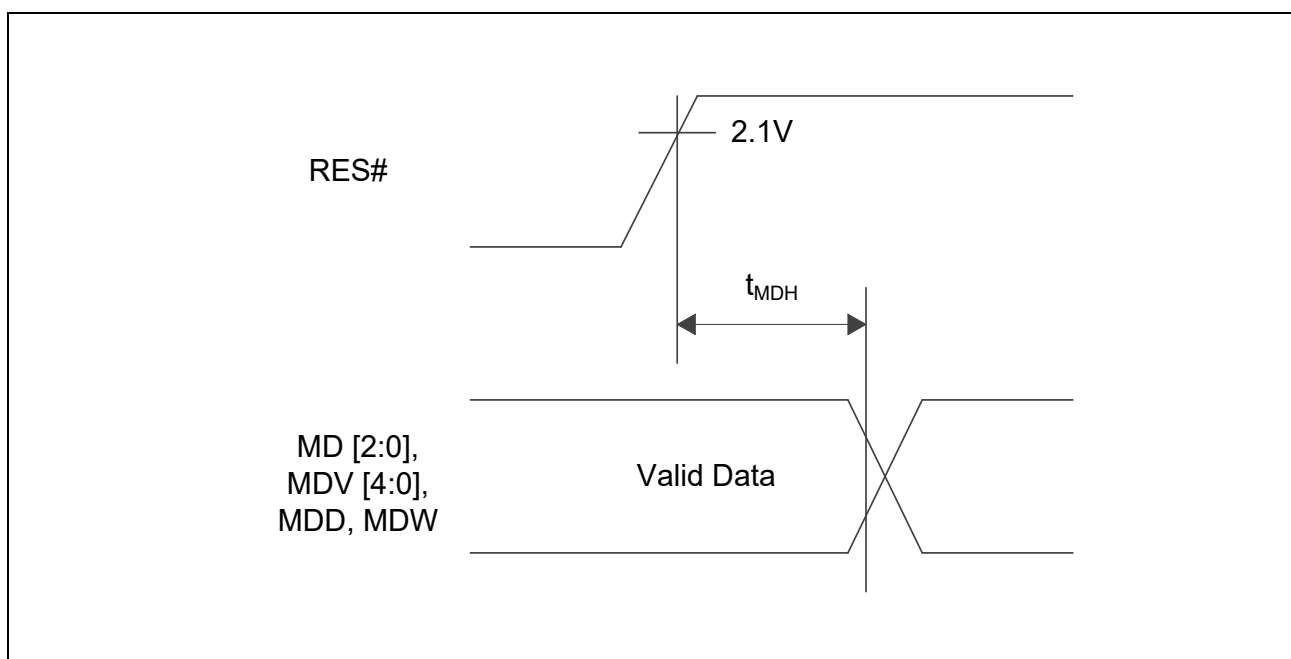 2.1V
RES#
tMDH
MD [2:0],
MDV [4:0],
MDD, MDW
Valid Data